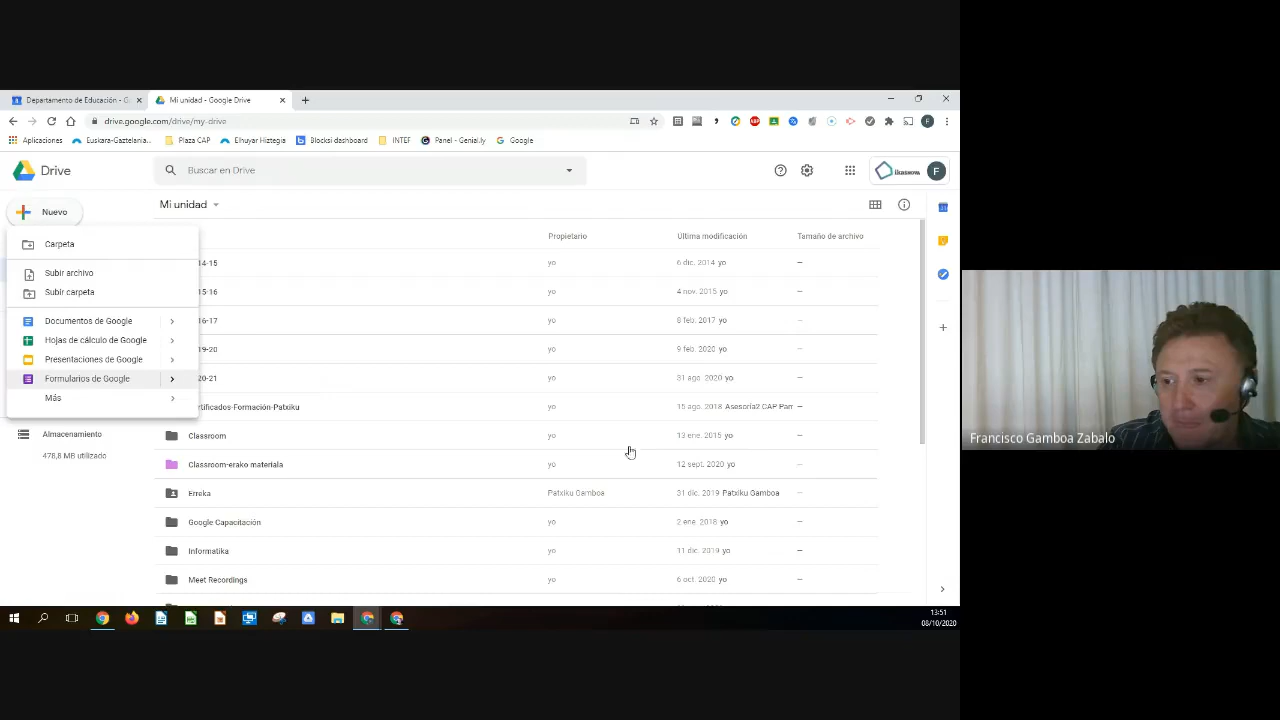 Departamento de Educación - G
Mi unidad - Google Drive
drive.google.com/drive/my-drive
Aplicaciones
Euskara-Gaztelania...
Plaza CAP
Elhuyar Hiztegia
Blocksi dashboard
INTEF
Panel - Genial.ly
Google
Drive
Buscar en Drive
F
Nuevo
Mi unidad
Carpeta
Propietario
Última modificación
Tamaño de archivo
14-15
yo
6 dic. 2014 yo
—
Subir archivo
Subir carpeta
15-16
yo
4 nov. 2015 yo
—
Documentos de Google
16-17
yo
8 feb. 2017 yo
—
Hojas de cálculo de Google
19-20
yo
9 feb. 2020 yo
—
Presentaciones de Google
Formularios de Google
20-21
yo
31 ago. 2020 yo
—
Más
rtificados-Formación-Patxiku
yo
15 ago. 2018 Asesoría2 CAP Pam
—
Almacenamiento
Classroom
yo
13 ene. 2015 yo
—
478,8 MB utilizado
Classroom-erako materiala
yo
12 sept. 2020 yo
—
Erreka
Patxiku Gamboa
31 dic. 2019 Patxiku Gamboa
—
Google Capacitación
yo
2 ene. 2018 yo
—
Informatika
yo
11 dic. 2019 yo
—
Meet Recordings
yo
6 oct. 2020 yo
—
13:51
08/10/2020
Francisco Gamboa Zabalo